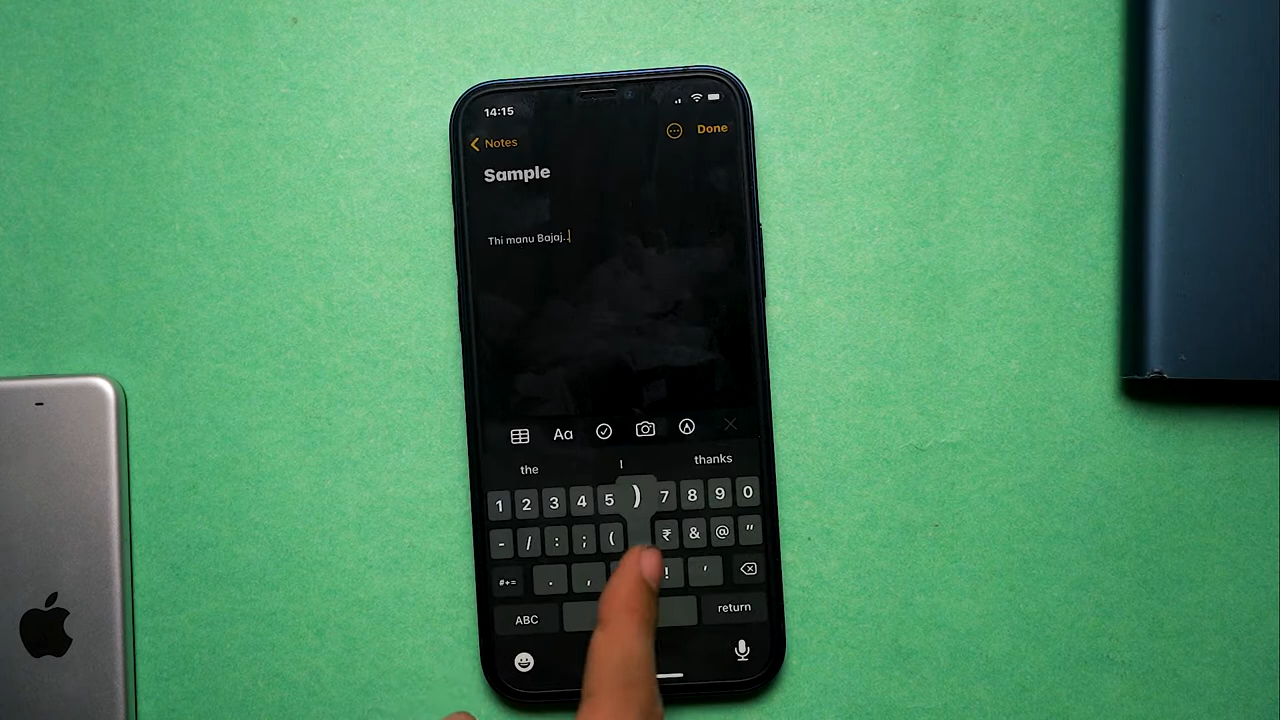 14:15
Notes
Done
Sample
Thi manu Bajaj..
Aa
the
I
thanks
1 2 3 4 5 ) 7 8 9 0
- / : ; ( ₹ & @ "
#+= . , ! '
ABC
return